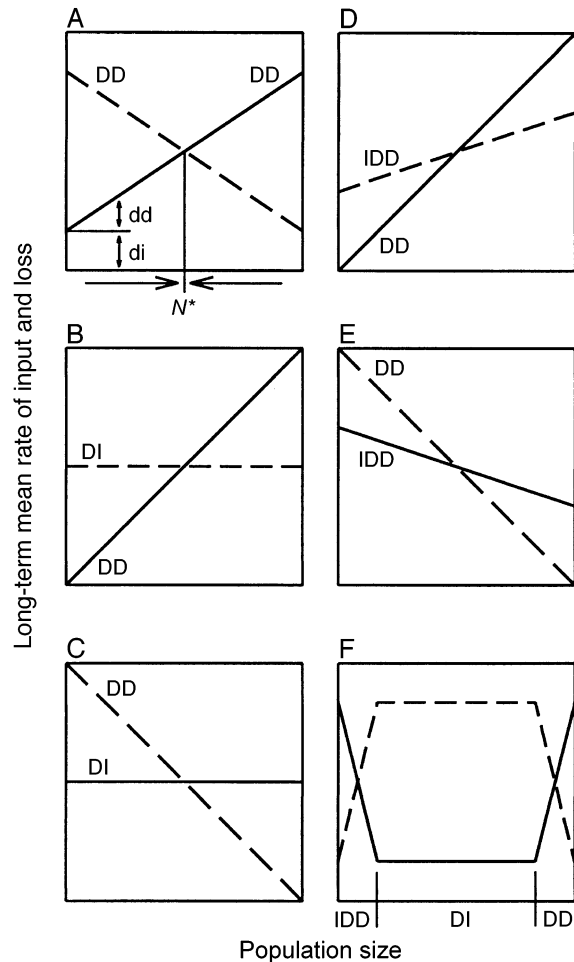 A
DD
DD
dd
di
N*
D
IDD
DD
B
DI
DD
E
DD
IDD
C
DD
DI
F
IDD
DI
DD
Long-term mean rate of input and loss
Population size